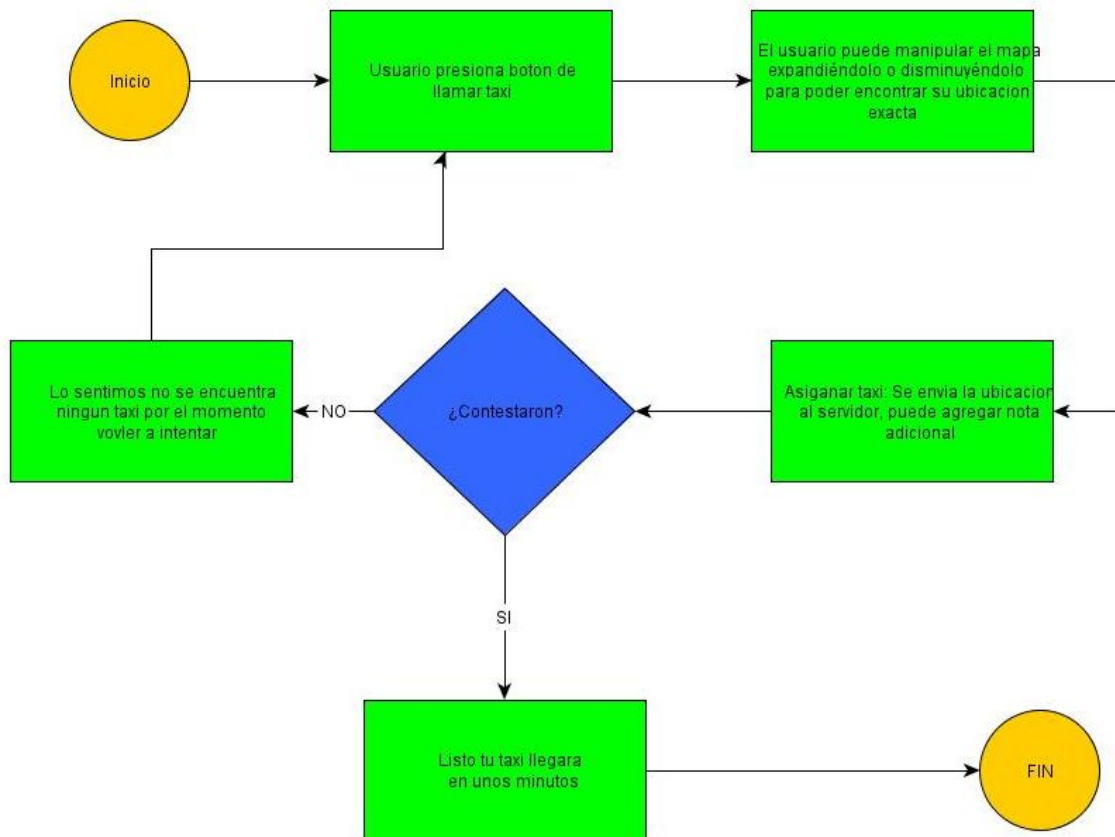 Inicio
Usuario presiona boton de
llamar taxi
El usuario puede manipular el mapa
expandiéndolo o disminuyéndolo
para poder encontrar su ubicacion
exacta
Asiganar taxi: Se envia la ubicacion
al servidor, puede agregar nota
adicional
¿Contestaron?
NO
Lo sentimos no se encuentra
ningun taxi por el momento
vovler a intentar
SI
Listo tu taxi llegara
en unos minutos
FIN